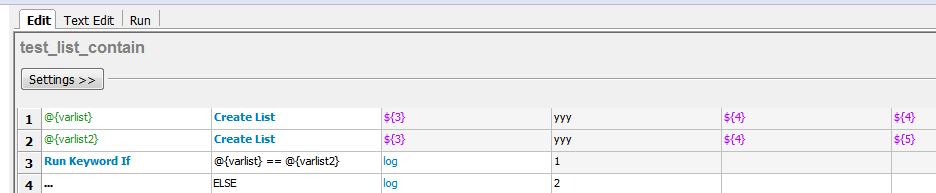 Edit Text Edit Run
test_list_contain
Settings >>
1 @{varlist} Create List ${3} yyy ${4} ${4}
2 @{varlist2} Create List ${3} yyy ${4} ${5}
3 Run Keyword If @{varlist} == @{varlist2} log 1
4 ... ELSE log 2